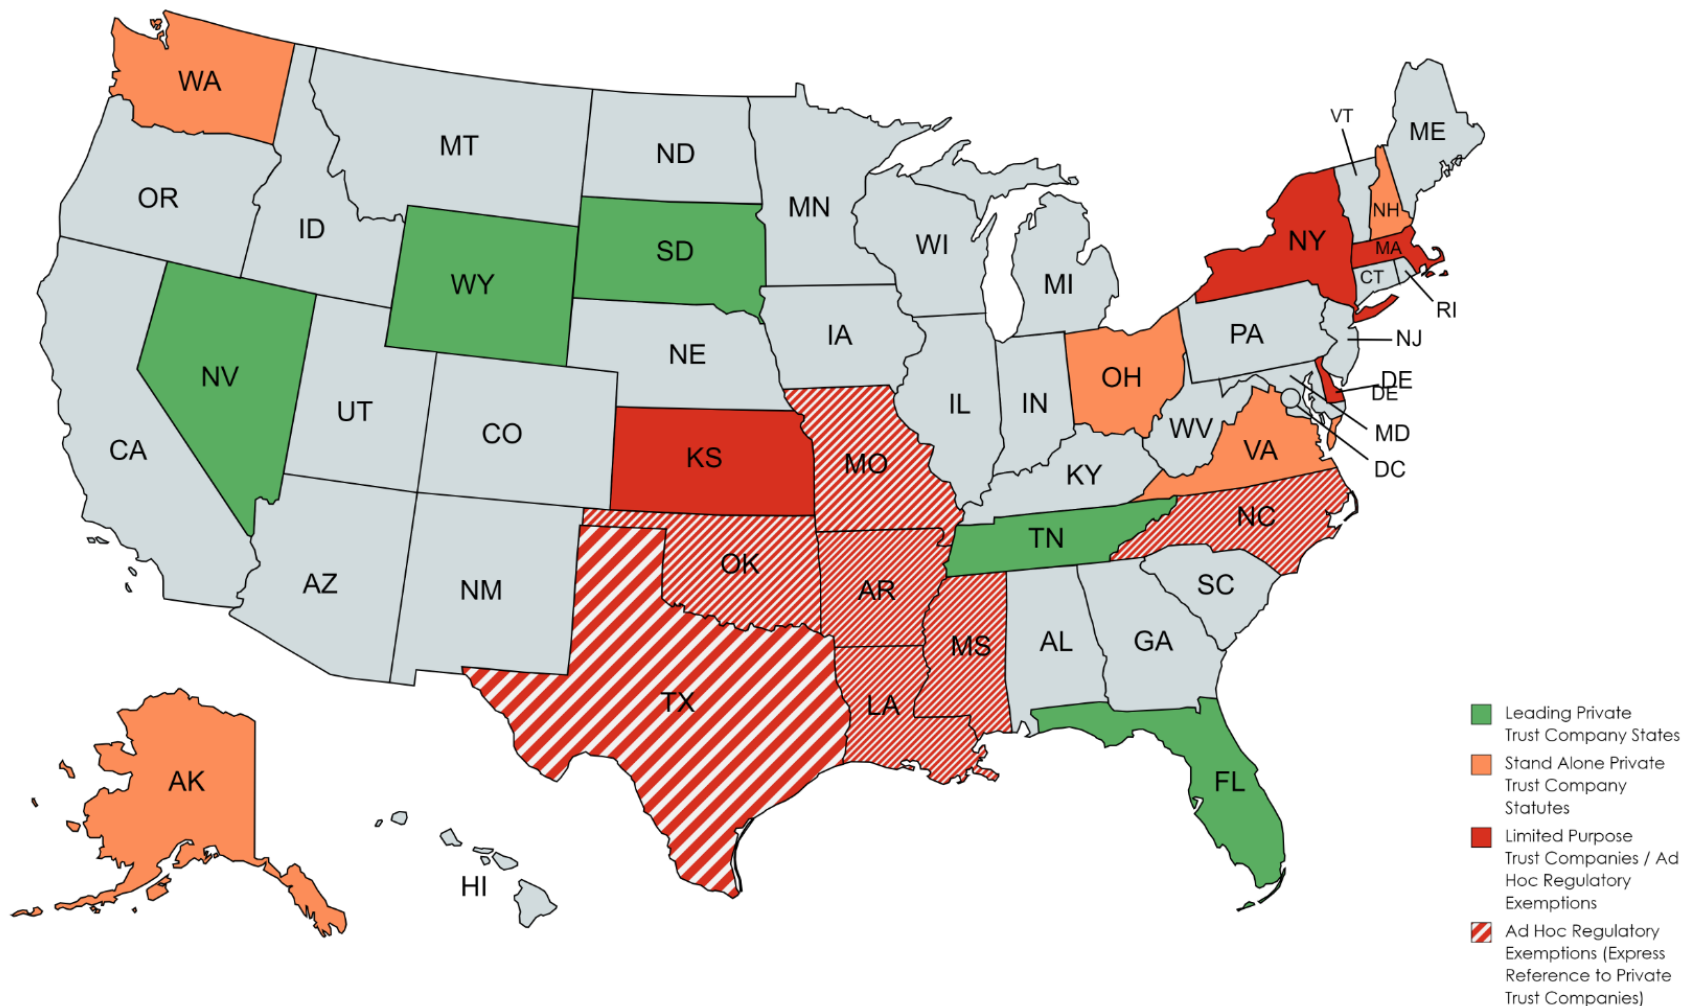 WA
MT
ND
MN
VT
ME
OR
ID
WY
SD
WI
MI
NY
NH
MA
CT
RI
NV
UT
CO
NE
IA
IL
IN
OH
PA
NJ
DE
DE
MD
DC
CA
KS
MO
KY
WV
VA
AZ
NM
OK
AR
TN
NC
SC
TX
LA
MS
AL
GA
FL
AK
HI
Leading Private
Trust Company States
Stand Alone Private
Trust Company
Statutes
Limited Purpose
Trust Companies / Ad
Hoc Regulatory
Exemptions
Ad Hoc Regulatory
Exemptions (Express
Reference to Private
Trust Companies)